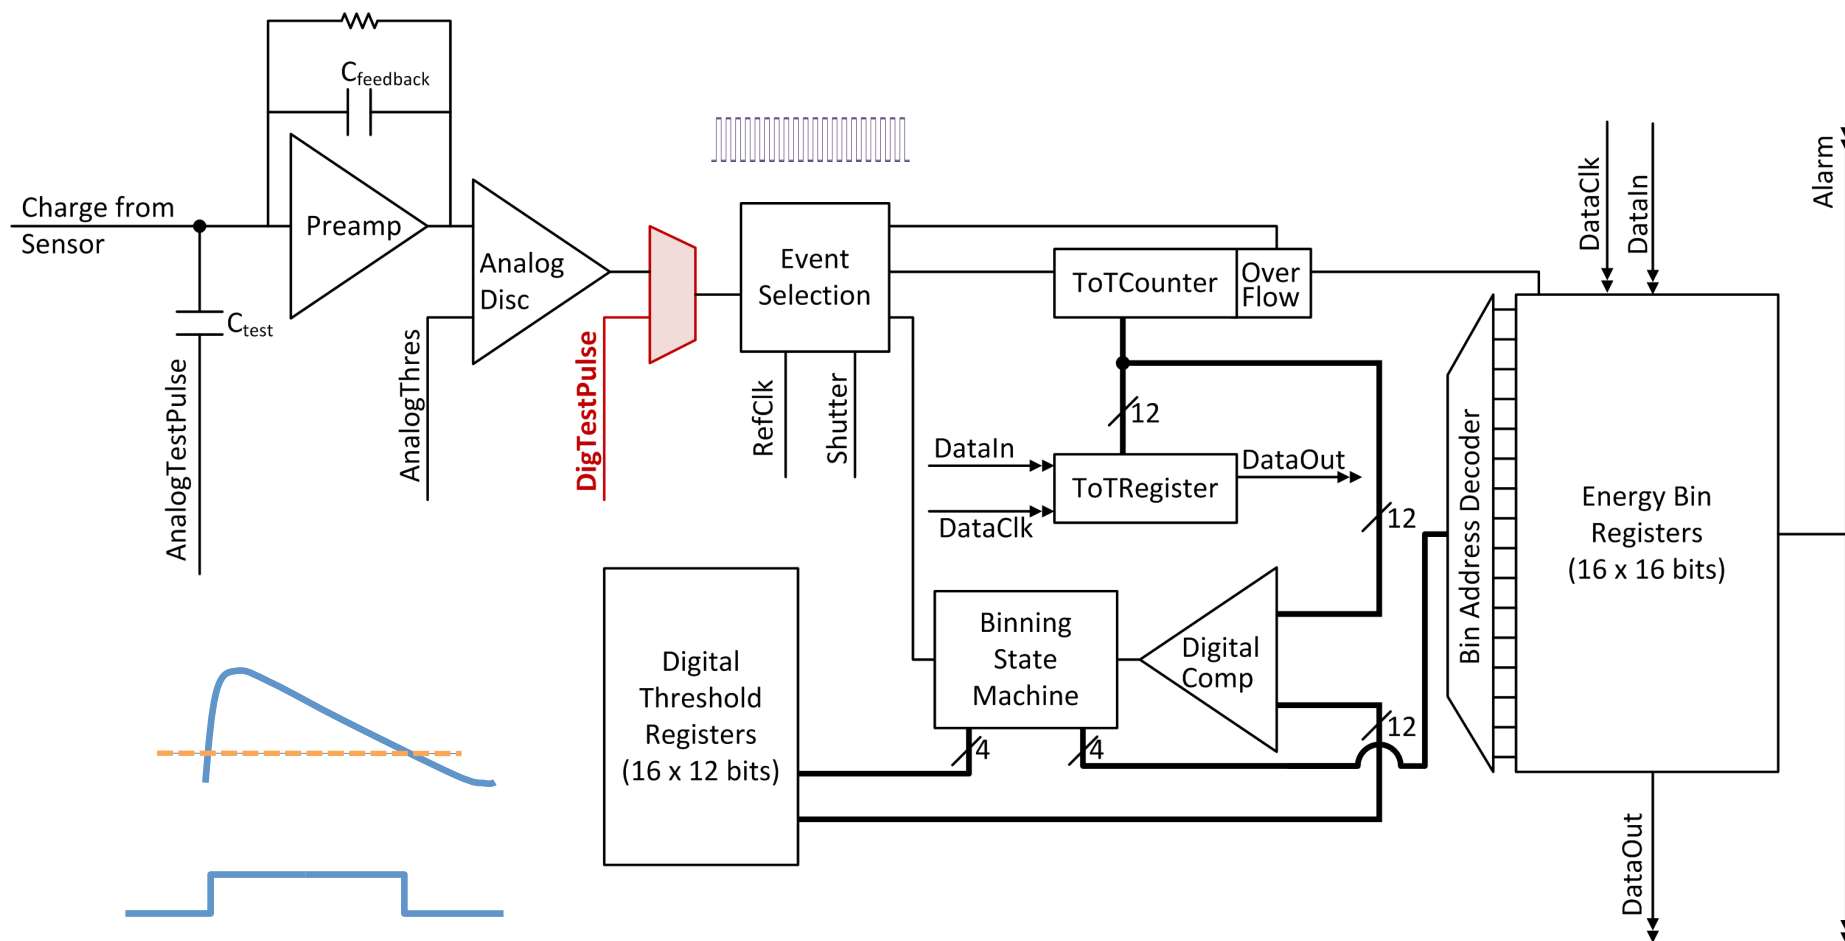 C_feedback
Charge from
Sensor
Preamp
C_test
AnalogTestPulse
Analog
Disc
AnalogThres
DigTestPulse
Event
Selection
RefClk
Shutter
ToTCounter
Over
Flow
12
DataIn
DataClk
ToTRegister
DataOut
12
Digital
Threshold
Registers
(16 x 12 bits)
Binning
State
Machine
4
4
Digital
Comp
12
Bin Address Decoder
DataClk
DataIn
Energy Bin
Registers
(16 x 16 bits)
DataOut
Alarm